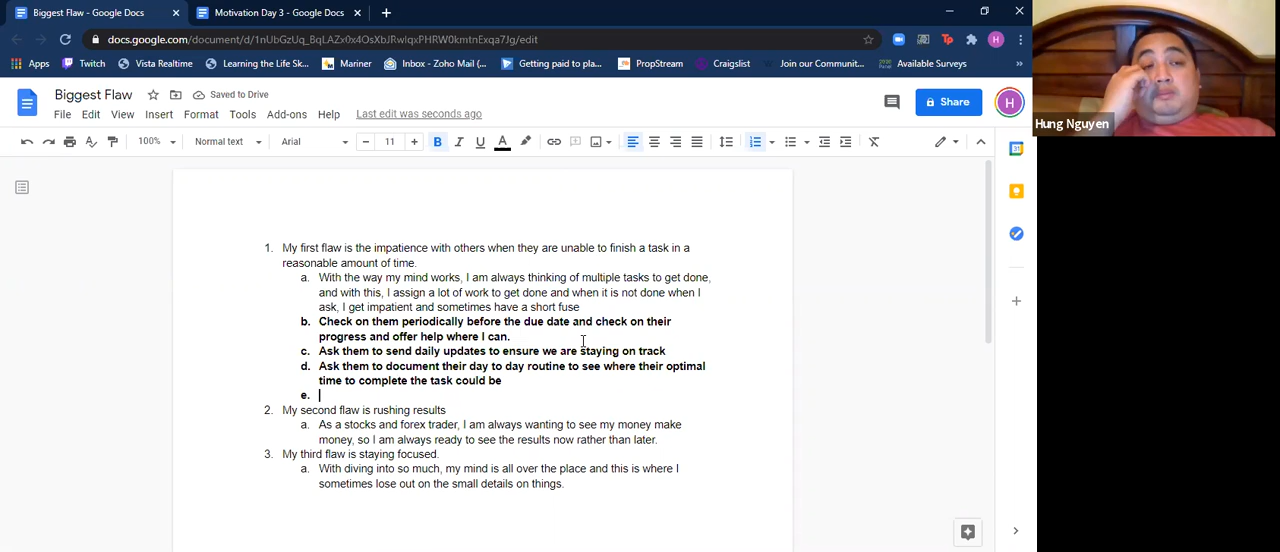 Biggest Flaw - Google Docs
Motivation Day 3 - Google Docs
docs.google.com/document/d/1nUbGzUq_BqLAZx0x4OsXbJRwIqxPHRW0kmtnExqa7Jg/edit
Apps
Twitch
Vista Realtime
Learning the Life Sk...
Mariner
Inbox - Zoho Mail (...
Getting paid to pla...
PropStream
Craigslist
Join our Communit...
Available Surveys
Biggest Flaw
Saved to Drive
File Edit View Insert Format Tools Add-ons Help
Last edit was seconds ago
Share
H
100%
Normal text
Arial
11
Hung Nguyen
1. My first flaw is the impatience with others when they are unable to finish a task in a
reasonable amount of time.
a. With the way my mind works, I am always thinking of multiple tasks to get done,
and with this, I assign a lot of work to get done and when it is not done when I
ask, I get impatient and sometimes have a short fuse
b. Check on them periodically before the due date and check on their
progress and offer help where I can.
c. Ask them to send daily updates to ensure we are staying on track
d. Ask them to document their day to day routine to see where their optimal
time to complete the task could be
e.
2. My second flaw is rushing results
a. As a stocks and forex trader, I am always wanting to see my money make
money, so I am always ready to see the results now rather than later.
3. My third flaw is staying focused.
a. With diving into so much, my mind is all over the place and this is where I
sometimes lose out on the small details on things.